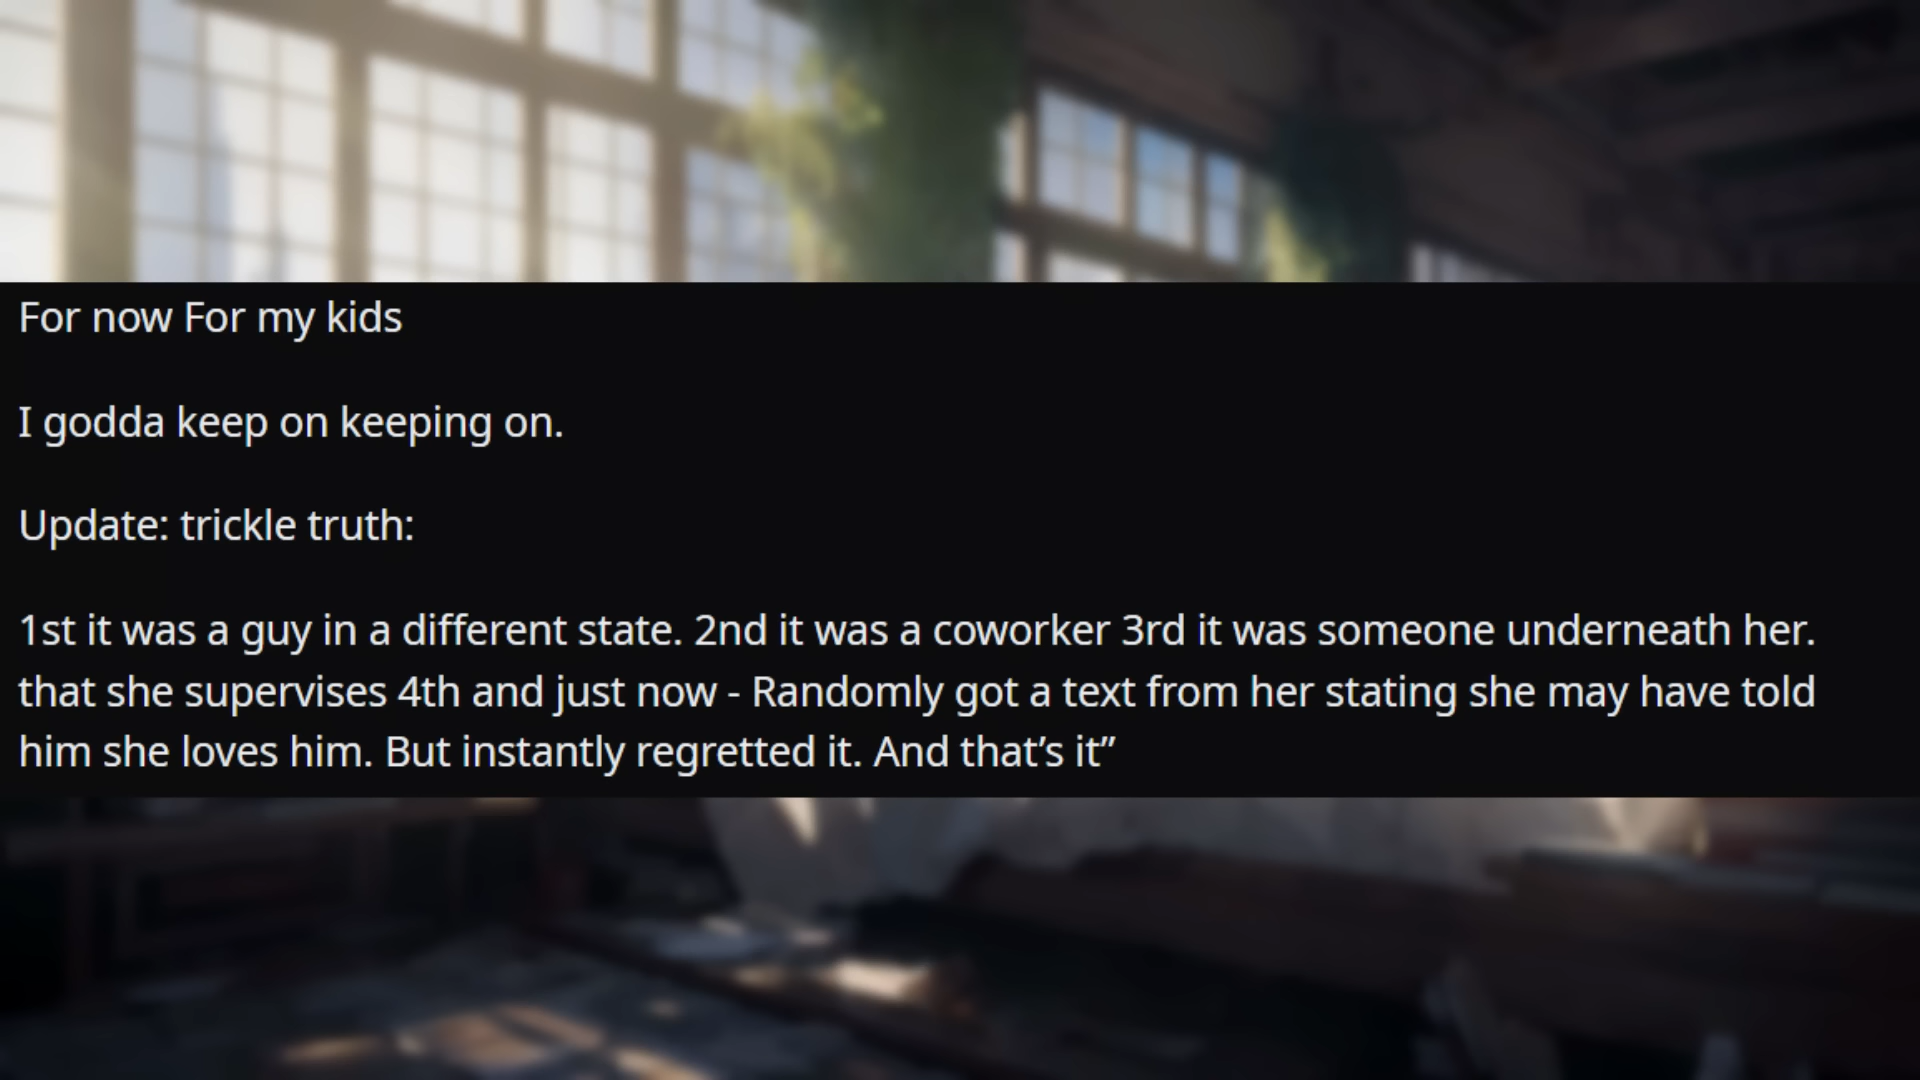 For now For my kids
I godda keep on keeping on.
Update: trickle truth:
1st it was a guy in a different state. 2nd it was a coworker 3rd it was someone underneath her.
that she supervises 4th and just now - Randomly got a text from her stating she may have told
him she loves him. But instantly regretted it. And that’s it”